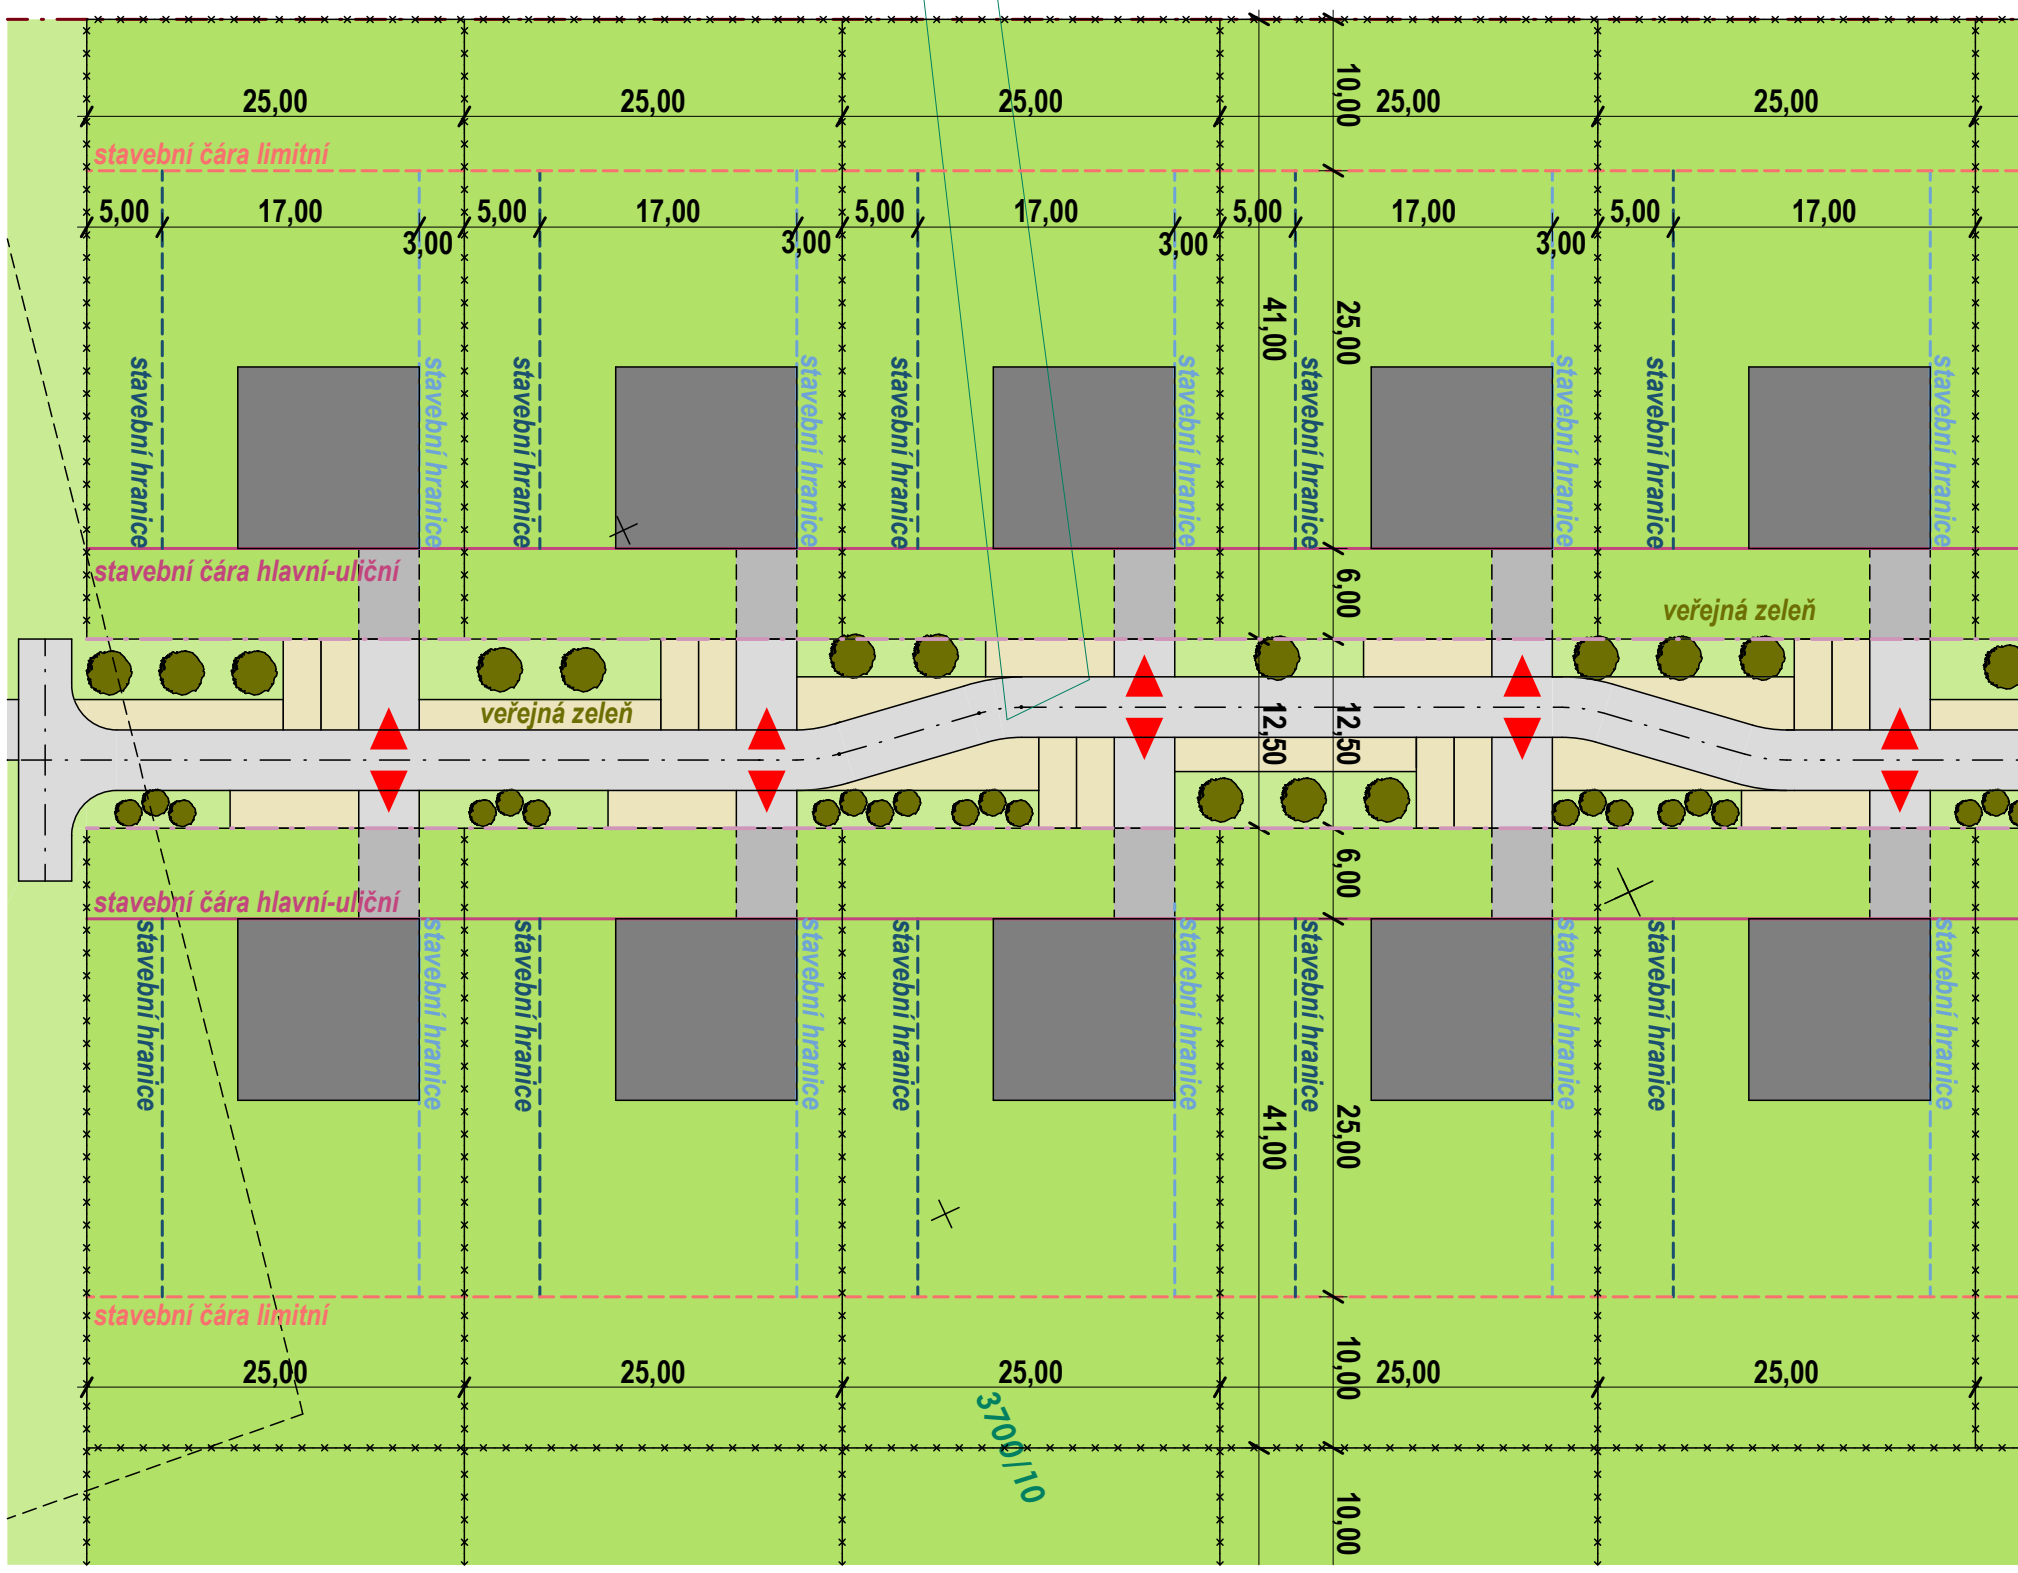 10,00
25,00 25,00 25,00 25,00 25,00
stavební čára limitní
5,00 17,00 5,00 17,00 5,00 17,00 5,00 17,00 5,00 17,00
3,00 3,00 3,00 3,00
41,00 25,00
stavební hranice stavební hranice stavební hranice stavební hranice stavební hranice stavební hranice stavební hranice stavební hranice stavební hranice stavební hranice
stavební čára hlavní-uliční
6,00
veřejná zeleň
veřejná zeleň
12,50 12,50
6,00
stavební čára hlavní-uliční
stavební hranice stavební hranice stavební hranice stavební hranice stavební hranice stavební hranice stavební hranice stavební hranice stavební hranice stavební hranice
41,00 25,00
stavební čára limitní
10,00
25,00 25,00 25,00 25,00 25,00
3700/10
10,00